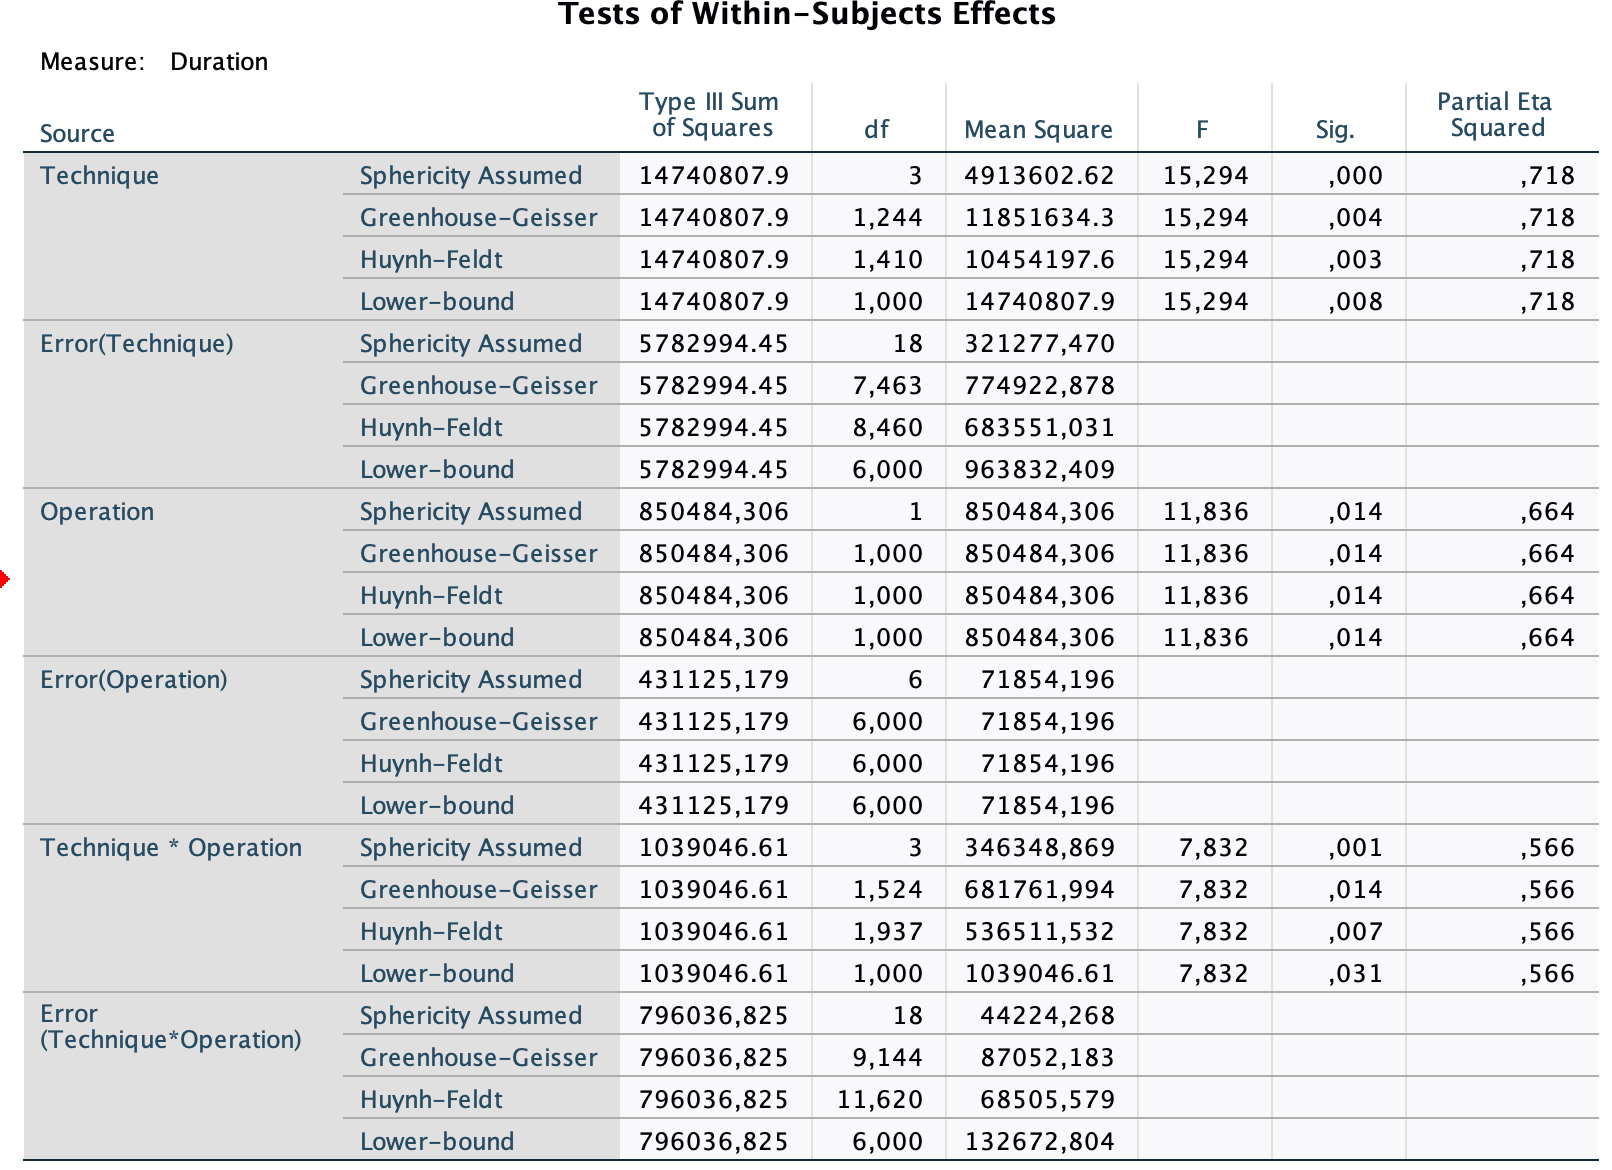 Tests of Within-Subjects Effects
Measure: Duration
Source Type III Sum of Squares df Mean Square F Sig. Partial Eta Squared
Technique Sphericity Assumed 14740807.9 3 4913602.62 15,294 ,000 ,718
Greenhouse-Geisser 14740807.9 1,244 11851634.3 15,294 ,004 ,718
Huynh-Feldt 14740807.9 1,410 10454197.6 15,294 ,003 ,718
Lower-bound 14740807.9 1,000 14740807.9 15,294 ,008 ,718
Error(Technique) Sphericity Assumed 5782994.45 18 321277,470
Greenhouse-Geisser 5782994.45 7,463 774922,878
Huynh-Feldt 5782994.45 8,460 683551,031
Lower-bound 5782994.45 6,000 963832,409
Operation Sphericity Assumed 850484,306 1 850484,306 11,836 ,014 ,664
Greenhouse-Geisser 850484,306 1,000 850484,306 11,836 ,014 ,664
Huynh-Feldt 850484,306 1,000 850484,306 11,836 ,014 ,664
Lower-bound 850484,306 1,000 850484,306 11,836 ,014 ,664
Error(Operation) Sphericity Assumed 431125,179 6 71854,196
Greenhouse-Geisser 431125,179 6,000 71854,196
Huynh-Feldt 431125,179 6,000 71854,196
Lower-bound 431125,179 6,000 71854,196
Technique * Operation Sphericity Assumed 1039046.61 3 346348,869 7,832 ,001 ,566
Greenhouse-Geisser 1039046.61 1,524 681761,994 7,832 ,014 ,566
Huynh-Feldt 1039046.61 1,937 536511,532 7,832 ,007 ,566
Lower-bound 1039046.61 1,000 1039046.61 7,832 ,031 ,566
Error (Technique*Operation) Sphericity Assumed 796036,825 18 44224,268
Greenhouse-Geisser 796036,825 9,144 87052,183
Huynh-Feldt 796036,825 11,620 68505,579
Lower-bound 796036,825 6,000 132672,804